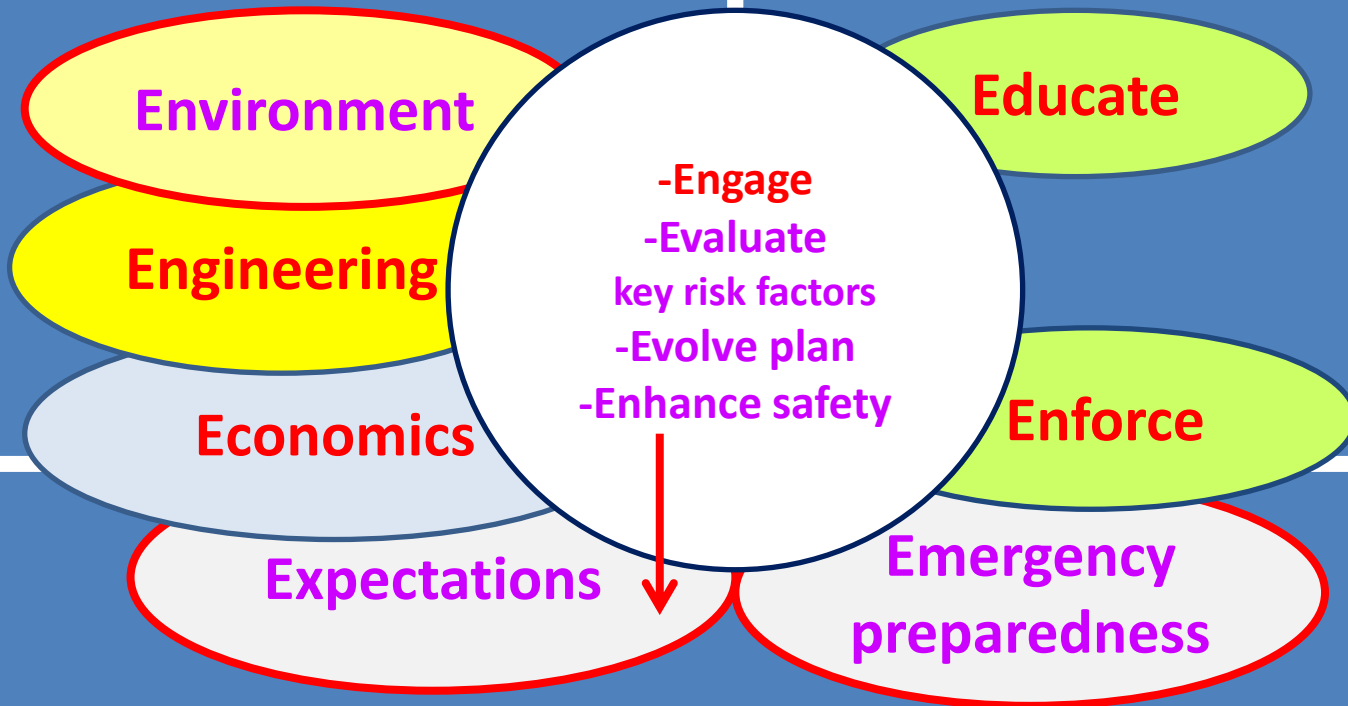 Environment
Engineering
Economics
Expectations
-Engage
-Evaluate
key risk factors
-Evolve plan
-Enhance safety
Educate
Enforce
Emergency
preparedness